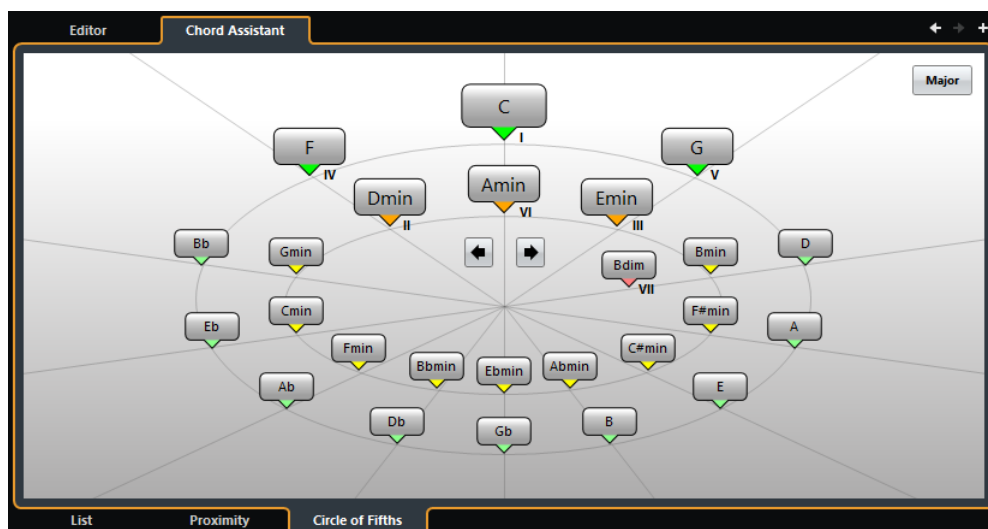 Editor
Chord Assistant
Major
C
I
F
IV
G
V
Dmin
II
Amin
VI
Emin
III
Bb
Gmin
Bdim
VII
Bmin
D
Eb
Cmin
F#min
A
Fmin
C#min
Bbmin
Ebmin
Abmin
Ab
E
Db
Gb
B
List
Proximity
Circle of Fifths